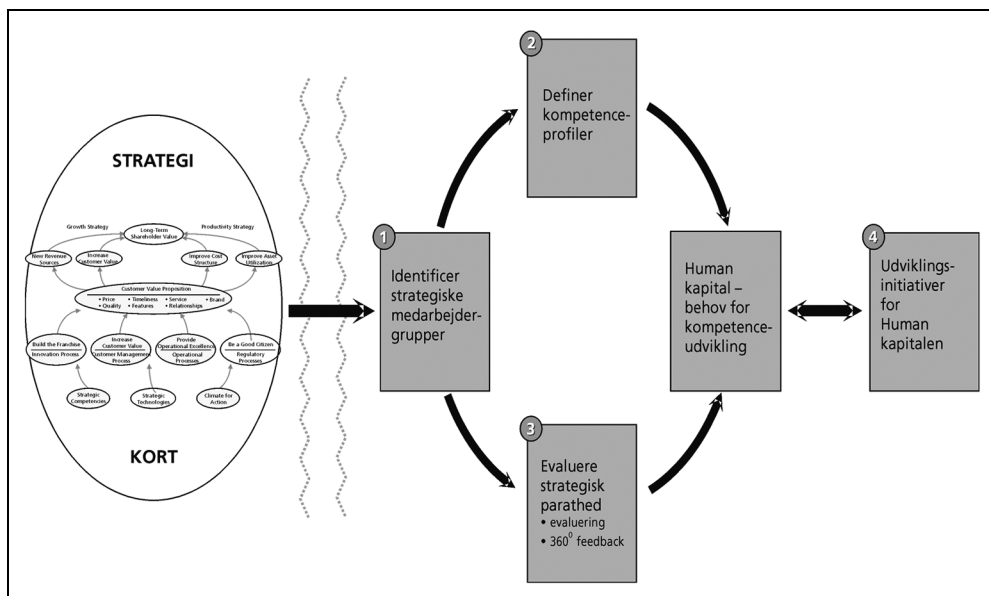 STRATEGI
Growth Strategy
Long-Term
Shareholder Value
Productivity Strategy
New Revenue
Sources
Increase
Customer Value
Improve Cost
Structure
Improve Asset
Utilization
Customer Value Proposition
• Price • Timeliness • Service • Brand
• Quality • Features • Relationships
Build the Franchise
Innovation Process
Increase
Customer Value
Customer Management
Process
Provide
Operational Excellence
Operational
Processes
Be a Good Citizen
Regulatory
Processes
Strategic
Competencies
Strategic
Technologies
Climate for
Action
KORT
1
Identificer
strategiske
medarbejder-
grupper
2
Definer
kompetence-
profiler
3
Evaluere
strategisk
parathed
• evaluering
• 360⁰ feedback
Human
kapital –
behov for
kompetence-
udvikling
4
Udviklings-
initiativer
for
Human
kapitalen